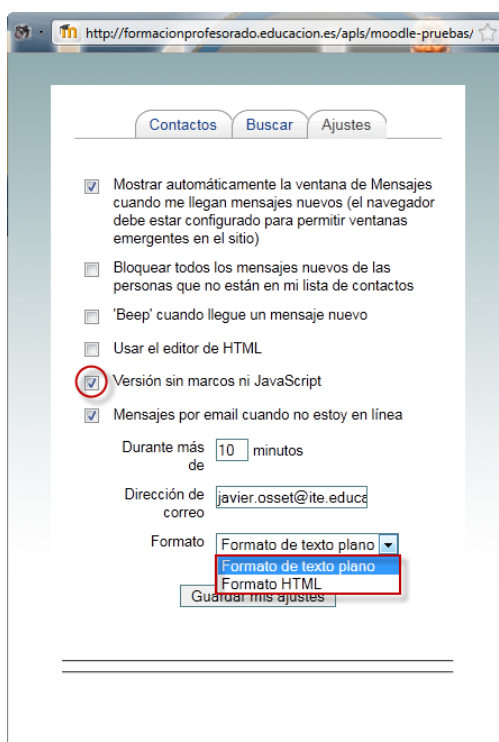 http://formacionprofesorado.educacion.es/apls/moodle-pruebas/
Contactos Buscar Ajustes
Mostrar automáticamente la ventana de Mensajes
cuando me llegan mensajes nuevos (el navegador
debe estar configurado para permitir ventanas
emergentes en el sitio)
Bloquear todos los mensajes nuevos de las
personas que no están en mi lista de contactos
'Beep' cuando llegue un mensaje nuevo
Usar el editor de HTML
Versión sin marcos ni JavaScript
Mensajes por email cuando no estoy en línea
Durante más
de
10 minutos
Dirección de
correo
javier.osset@ite.educa
Formato Formato de texto plano
Formato de texto plano
Formato HTML
Guardar mis ajustes